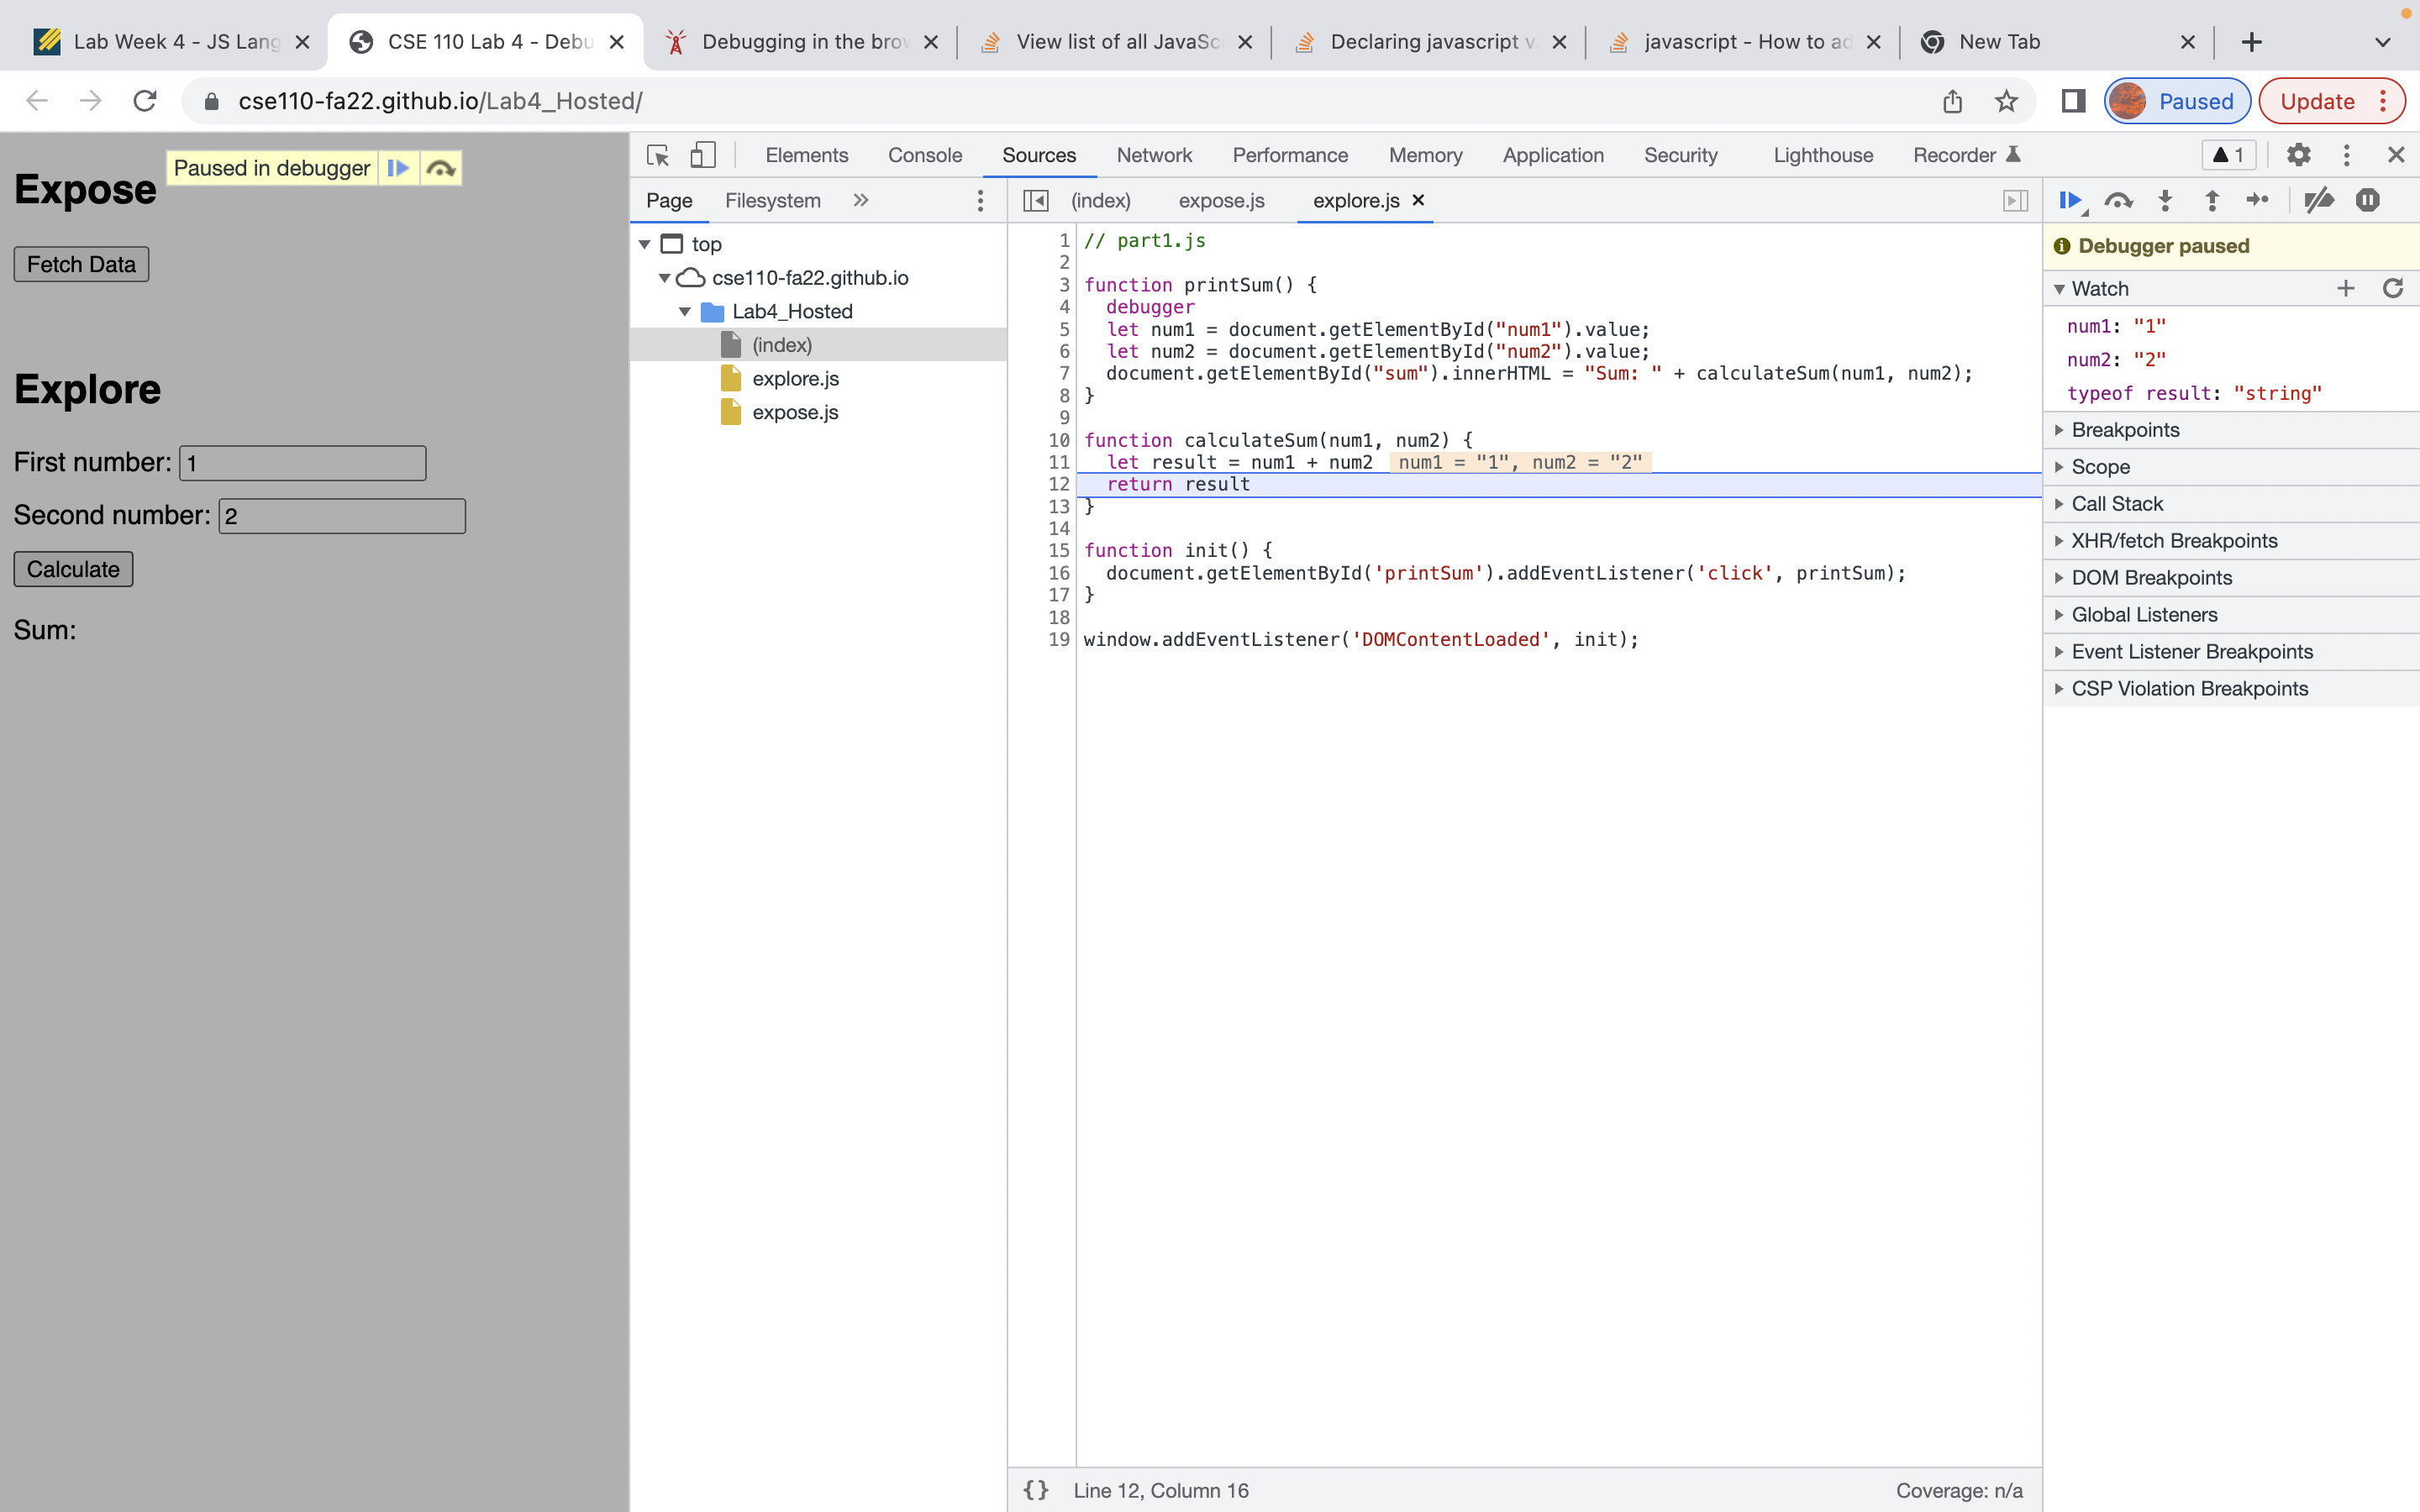 Lab Week 4 - JS Lang
CSE 110 Lab 4 - Debu
Debugging in the brow
View list of all JavaSc
Declaring javascript v
javascript - How to ad
New Tab
cse110-fa22.github.io/Lab4_Hosted/
Paused
Update
Paused in debugger
Expose
Fetch Data
Explore
First number: 1
Second number: 2
Calculate
Sum:
Elements Console Sources Network Performance Memory Application Security Lighthouse Recorder 1
Page Filesystem
top
cse110-fa22.github.io
Lab4_Hosted
(index)
explore.js
expose.js
(index) expose.js explore.js
1 // part1.js
2
3 function printSum() {
4 debugger
5 let num1 = document.getElementById("num1").value;
6 let num2 = document.getElementById("num2").value;
7 document.getElementById("sum").innerHTML = "Sum: " + calculateSum(num1, num2);
8 }
9
10 function calculateSum(num1, num2) {
11 let result = num1 + num2 num1 = "1", num2 = "2"
12 return result
13 }
14
15 function init() {
16 document.getElementById('printSum').addEventListener('click', printSum);
17 }
18
19 window.addEventListener('DOMContentLoaded', init);
{} Line 12, Column 16 Coverage: n/a
Debugger paused
Watch
num1: "1"
num2: "2"
typeof result: "string"
Breakpoints
Scope
Call Stack
XHR/fetch Breakpoints
DOM Breakpoints
Global Listeners
Event Listener Breakpoints
CSP Violation Breakpoints